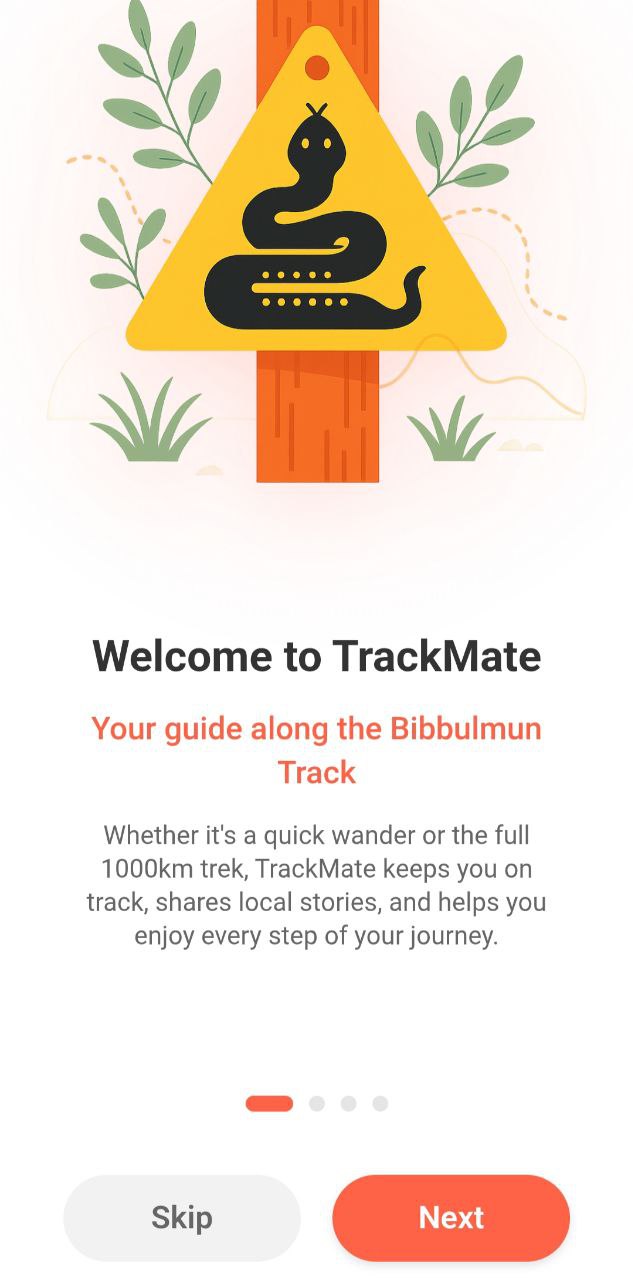 Welcome to TrackMate
Your guide along the Bibbulmun
Track
Whether it's a quick wander or the full
1000km trek, TrackMate keeps you on
track, shares local stories, and helps you
enjoy every step of your journey.
Skip
Next